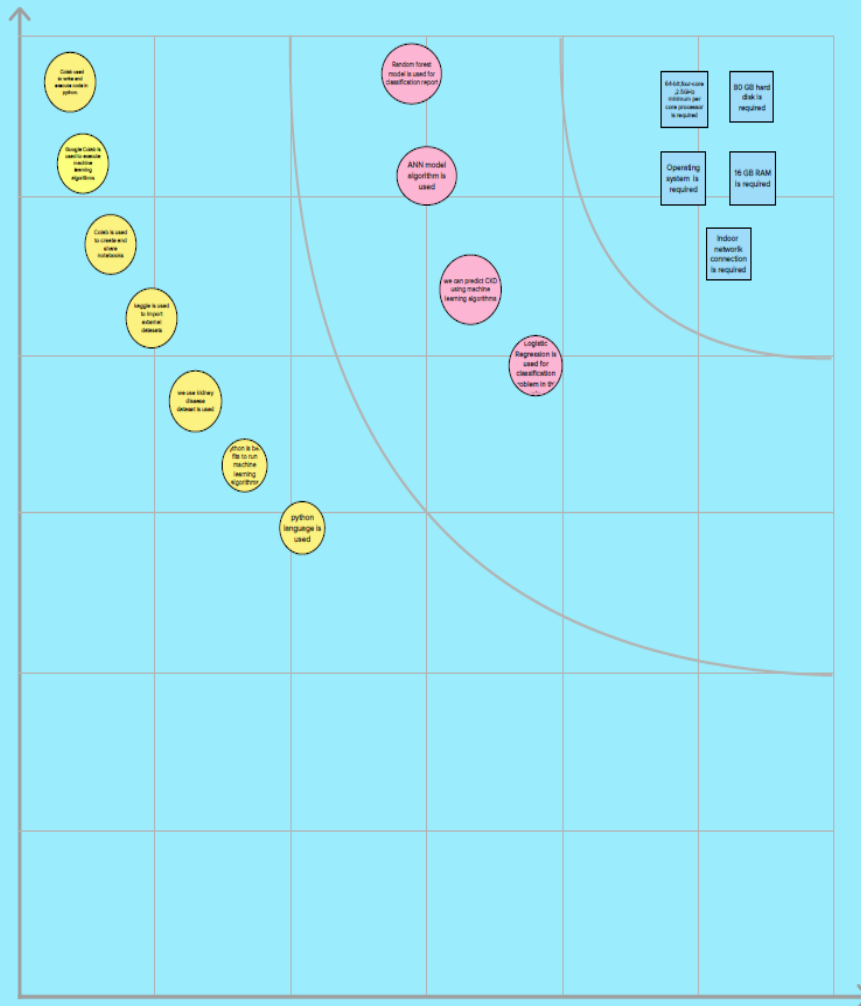 Colab used
to write and
execute code in
python.
Google Colab is
used to execute
machine
learning
algorithms
Colab is used
to create and
share
notebooks
kaggle is used
to import
external
datasets
we use kidney
disease
dataset is used
ython is be
fits to run
machine
learning
algorithms
python
language is
used
Random forest
model is used for
classification report
ANN model
algorithm is
used
we can predict CKD
using machine
learning algorithms
Logistic
Regression is
used for
classification
roblem in th
64-bit,four-core
,2.5GHz
minimum per
core processor
is required
80 GB hard
disk is
required
Operating
system is
required
16 GB RAM
is required
Indoor
network
connection
is required